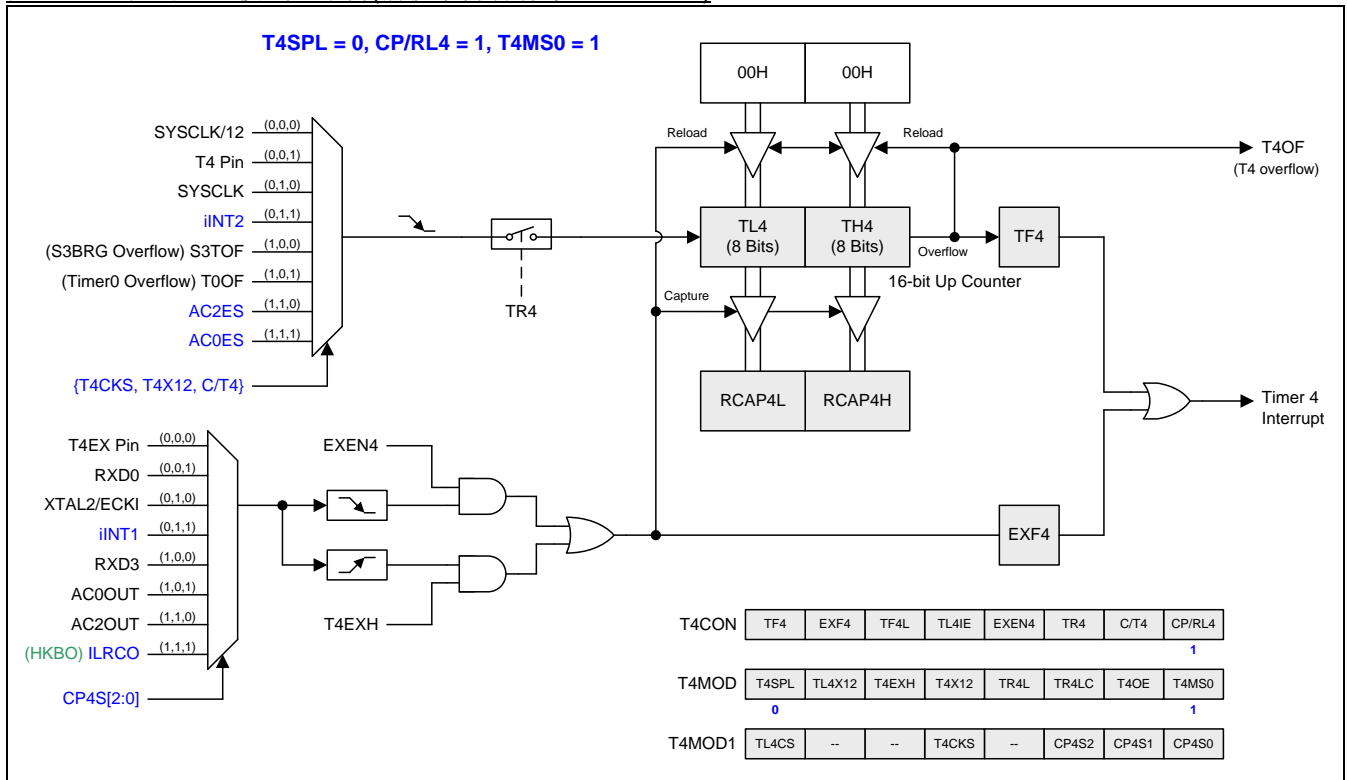 T4SPL = 0, CP/RL4 = 1, T4MS0 = 1
00H 00H
SYSCLK/12 (0,0,0)
T4 Pin (0,0,1)
SYSCLK (0,1,0)
iINT2 (0,1,1)
(S3BRG Overflow) S3TOF (1,0,0)
(Timer0 Overflow) T0OF (1,0,1)
AC2ES (1,1,0)
AC0ES (1,1,1)
{T4CKS, T4X12, C/T4}
TR4
Reload Reload
T4OF
(T4 overflow)
TL4
(8 Bits)
TH4
(8 Bits)
Overflow
TF4
16-bit Up Counter
Capture
RCAP4L RCAP4H
Timer 4
Interrupt
T4EX Pin (0,0,0)
RXD0 (0,0,1)
XTAL2/ECKI (0,1,0)
iINT1 (0,1,1)
RXD3 (1,0,0)
AC0OUT (1,0,1)
AC2OUT (1,1,0)
(HKBO) ILRCO (1,1,1)
CP4S[2:0]
EXEN4
T4EXH
EXF4
T4CON TF4 EXF4 TF4L TL4IE EXEN4 TR4 C/T4 CP/RL4
1
T4MOD T4SPL TL4X12 T4EXH T4X12 TR4L TR4LC T4OE T4MS0
0 1
T4MOD1 TL4CS -- -- T4CKS -- CP4S2 CP4S1 CP4S0